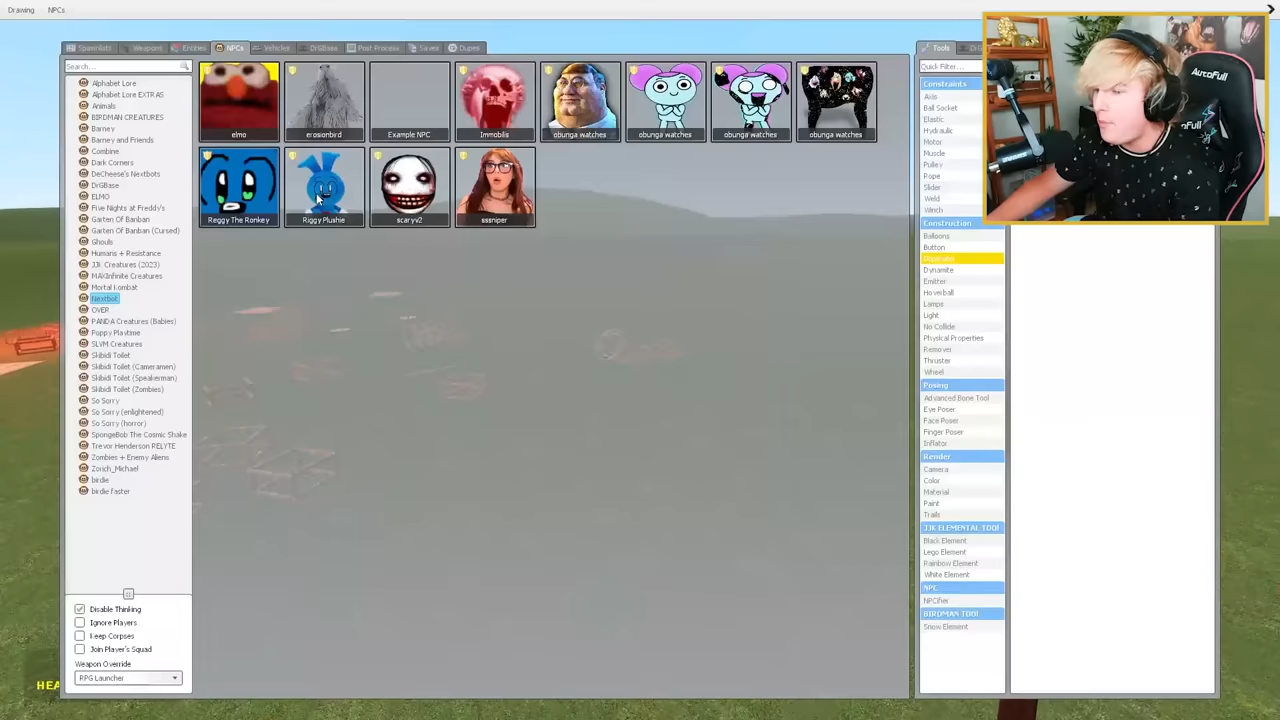 Drawing NPCs
Spawnlists Weapons Entities NPCs Vehicles DrGBase Post Process Saves Dupes
Search...
Alphabet Lore
Alphabet Lore EXTRAS
Animals
BIRDMAN CREATURES
Barney
Barney and Friends
Combine
Dark Corners
DeCheese's Nextbots
DrGBase
ELMO
Five Nights at Freddy's
Garten Of Banban
Garten Of Banban (Cursed)
Ghouls
Humans + Resistance
JJK Creatures (2023)
MAXInfinite Creatures
Mortal Kombat
Nextbot
OVER
PANDA Creatures (Babies)
Poppy Playtime
SLVM Creatures
Skibidi Toilet
Skibidi Toilet (Cameramen)
Skibidi Toilet (Speakerman)
Skibidi Toilet (Zombies)
So Sorry
So Sorry (enlightened)
So Sorry (horror)
SpongeBob The Cosmic Shake
Trevor Henderson RELYTE
Zombies + Enemy Aliens
Zorich_Michael
birdie
birdie faster
Disable Thinking
Ignore Players
Keep Corpses
Join Player's Squad
Weapon Override
RPG Launcher
HEA
elmo
erosionbird
Example NPC
Immobilis
obunga watches
obunga watches
obunga watches
obunga watches
Reggy The Ronkey
Riggy Plushie
scaryv2
sssniper
Tools
Quick Filter...
Constraints
Axis
Ball Socket
Elastic
Hydraulic
Motor
Muscle
Pulley
Rope
Slider
Weld
Winch
Construction
Balloons
Button
Duplicator
Dynamite
Emitter
Hoverball
Lamps
Light
No Collide
Physical Properties
Remover
Thruster
Wheel
Posing
Advanced Bone Tool
Eye Poser
Face Poser
Finger Poser
Inflator
Render
Camera
Color
Material
Paint
Trails
JJK ELEMENTAL TOOL
Black Element
Lego Element
Rainbow Element
White Element
NPC
NPCifier
BIRDMAN TOOL
Snow Element
AutoFull